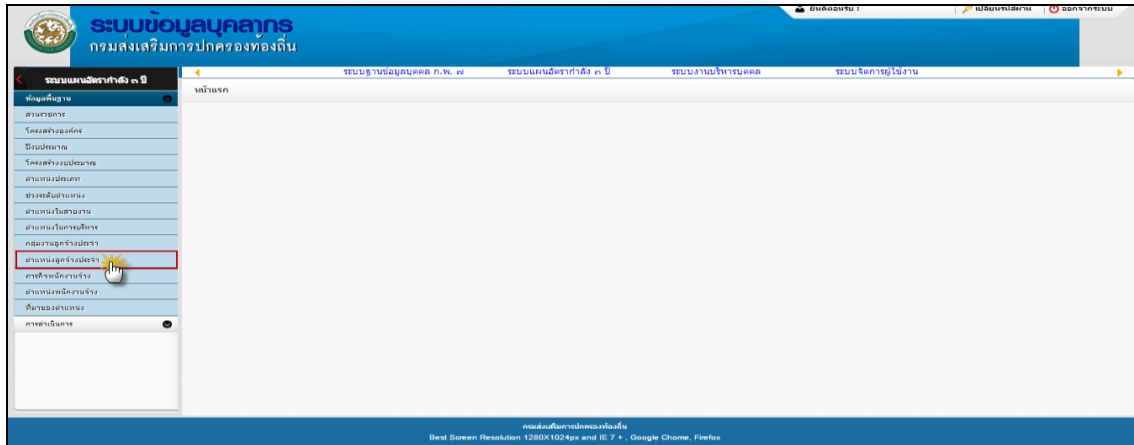 ยินดีต้อนรับ :
เปลี่ยนรหัสผ่าน
ออกจากระบบ
ระบบข้อมูลบุคลากร
กรมส่งเสริมการปกครองท้องถิ่น
ระบบแผนอัตรากำลัง ๓ ปี
ระบบฐานข้อมูลบุคคล ก.พ. ๗ ระบบแผนอัตรากำลัง ๓ ปี ระบบงานบริหารบุคคล ระบบจัดการผู้ใช้งาน
หน้าแรก
ข้อมูลพื้นฐาน
ส่วนราชการ
โครงสร้างองค์กร
ปีงบประมาณ
โครงสร้างงบประมาณ
ตำแหน่งประเภท
ช่วงระดับตำแหน่ง
ตำแหน่งในสายงาน
ตำแหน่งในการบริหาร
กลุ่มงานลูกจ้างประจำ
ตำแหน่งลูกจ้างประจำ
ภารกิจพนักงานจ้าง
ตำแหน่งพนักงานจ้าง
ที่มาของตำแหน่ง
การดำเนินการ
กรมส่งเสริมการปกครองท้องถิ่น
Best Screen Resolution 1280X1024px and IE 7 + , Google Chome, Firefox